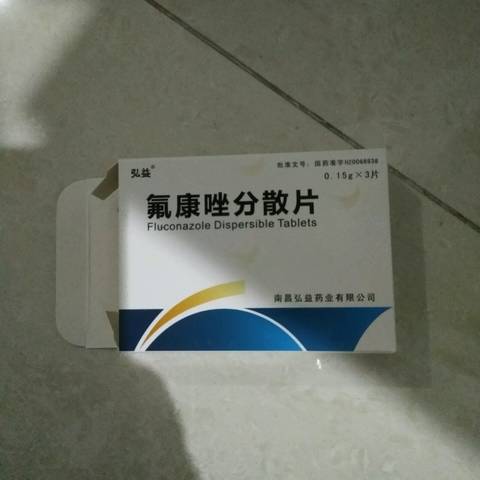 弘益®
批准文号：国药准字H20066938
0.15g×3片
氟康唑分散片
Fluconazole Dispersible Tablets
南昌弘益药业有限公司